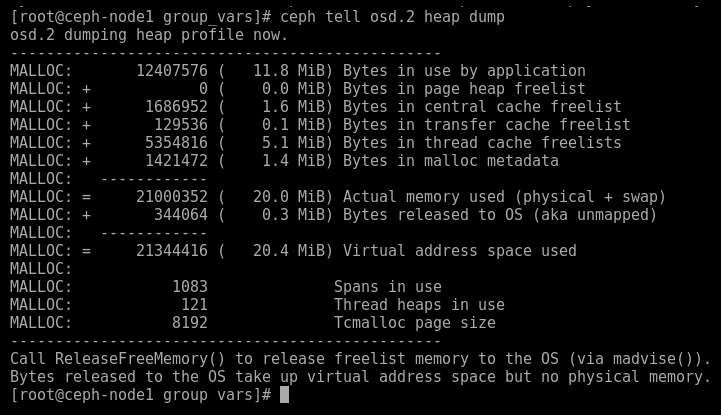 [root@ceph-node1 group_vars]# ceph tell osd.2 heap dump
osd.2 dumping heap profile now.
------------------------------------------------
MALLOC:       12407576 (   11.8 MiB) Bytes in use by application
MALLOC: +            0 (    0.0 MiB) Bytes in page heap freelist
MALLOC: +      1686952 (    1.6 MiB) Bytes in central cache freelist
MALLOC: +       129536 (    0.1 MiB) Bytes in transfer cache freelist
MALLOC: +      5354816 (    5.1 MiB) Bytes in thread cache freelists
MALLOC: +      1421472 (    1.4 MiB) Bytes in malloc metadata
MALLOC:   ------------
MALLOC: =     21000352 (   20.0 MiB) Actual memory used (physical + swap)
MALLOC: +       344064 (    0.3 MiB) Bytes released to OS (aka unmapped)
MALLOC:   ------------
MALLOC: =     21344416 (   20.4 MiB) Virtual address space used
MALLOC:
MALLOC:           1083              Spans in use
MALLOC:            121              Thread heaps in use
MALLOC:           8192              Tcmalloc page size
------------------------------------------------
Call ReleaseFreeMemory() to release freelist memory to the OS (via madvise()).
Bytes released to the OS take up virtual address space but no physical memory.
[root@ceph-node1 group vars]#